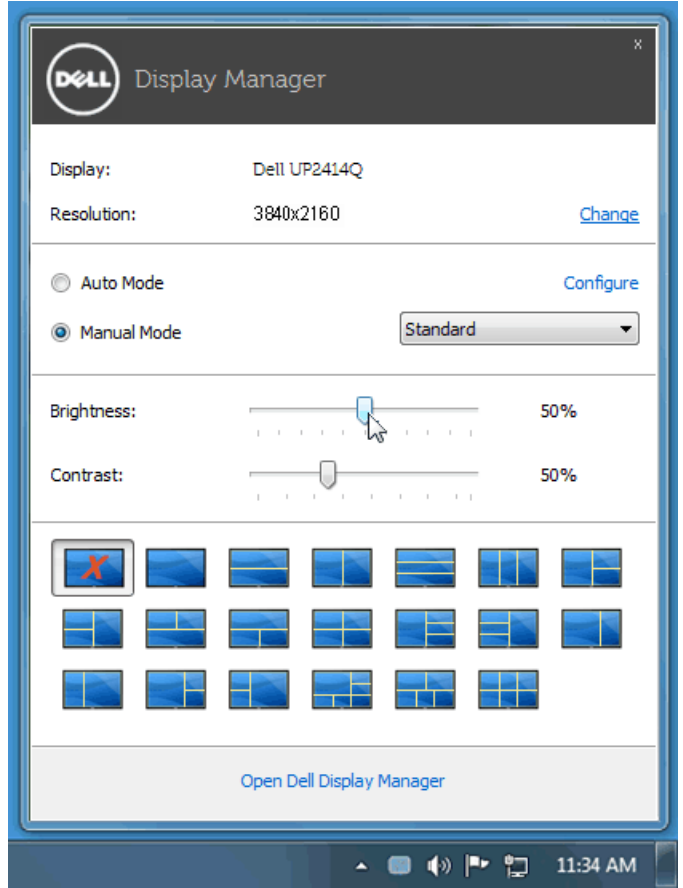 x
DELL Display Manager
Display: Dell UP2414Q
Resolution: 3840x2160 Change
Auto Mode Configure
Manual Mode Standard
Brightness: 50%
Contrast: 50%
X
Open Dell Display Manager
11:34 AM